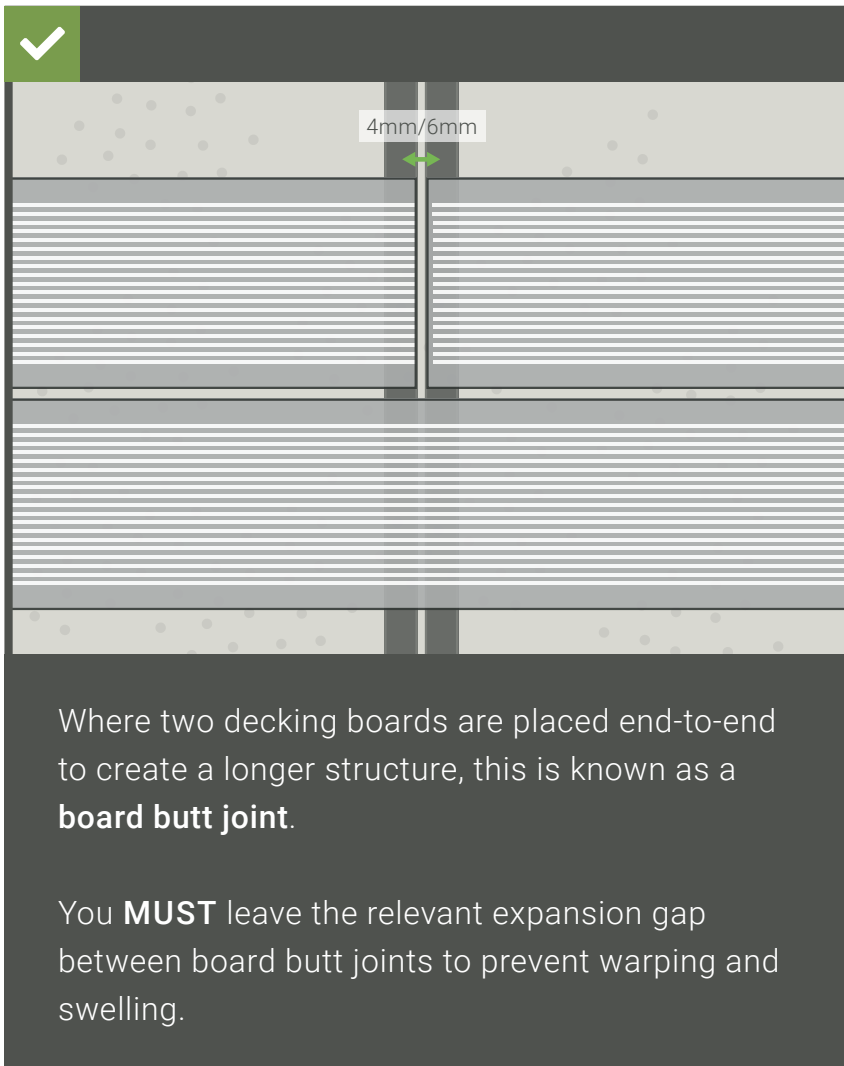 4mm/6mm
Where two decking boards are placed end-to-end
to create a longer structure, this is known as a
board butt joint.
You MUST leave the relevant expansion gap
between board butt joints to prevent warping and
swelling.